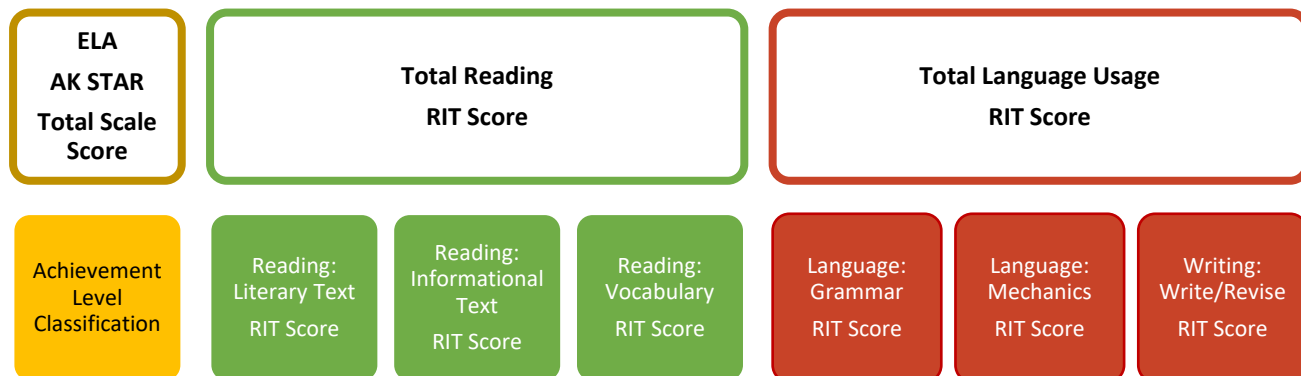 ELA
AK STAR
Total Scale
Score
Total Reading
RIT Score
Total Language Usage
RIT Score
Achievement
Level
Classification
Reading:
Literary Text
RIT Score
Reading:
Informational
Text
RIT Score
Reading:
Vocabulary
RIT Score
Language:
Grammar
RIT Score
Language:
Mechanics
RIT Score
Writing:
Write/Revise
RIT Score